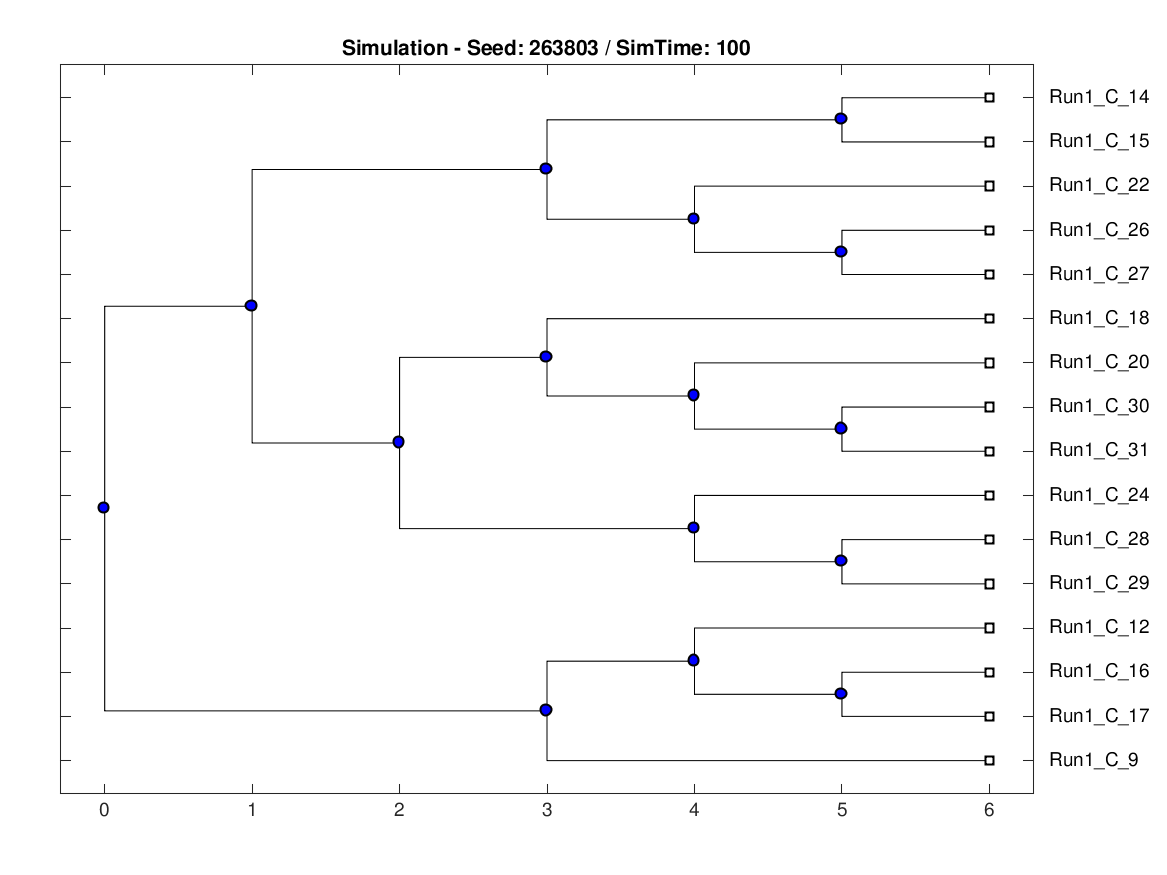 Simulation - Seed: 263803 / SimTime: 100
Run1_C_14
Run1_C_15
Run1_C_22
Run1_C_26
Run1_C_27
Run1_C_18
Run1_C_20
Run1_C_30
Run1_C_31
Run1_C_24
Run1_C_28
Run1_C_29
Run1_C_12
Run1_C_16
Run1_C_17
Run1_C_9
0 1 2 3 4 5 6